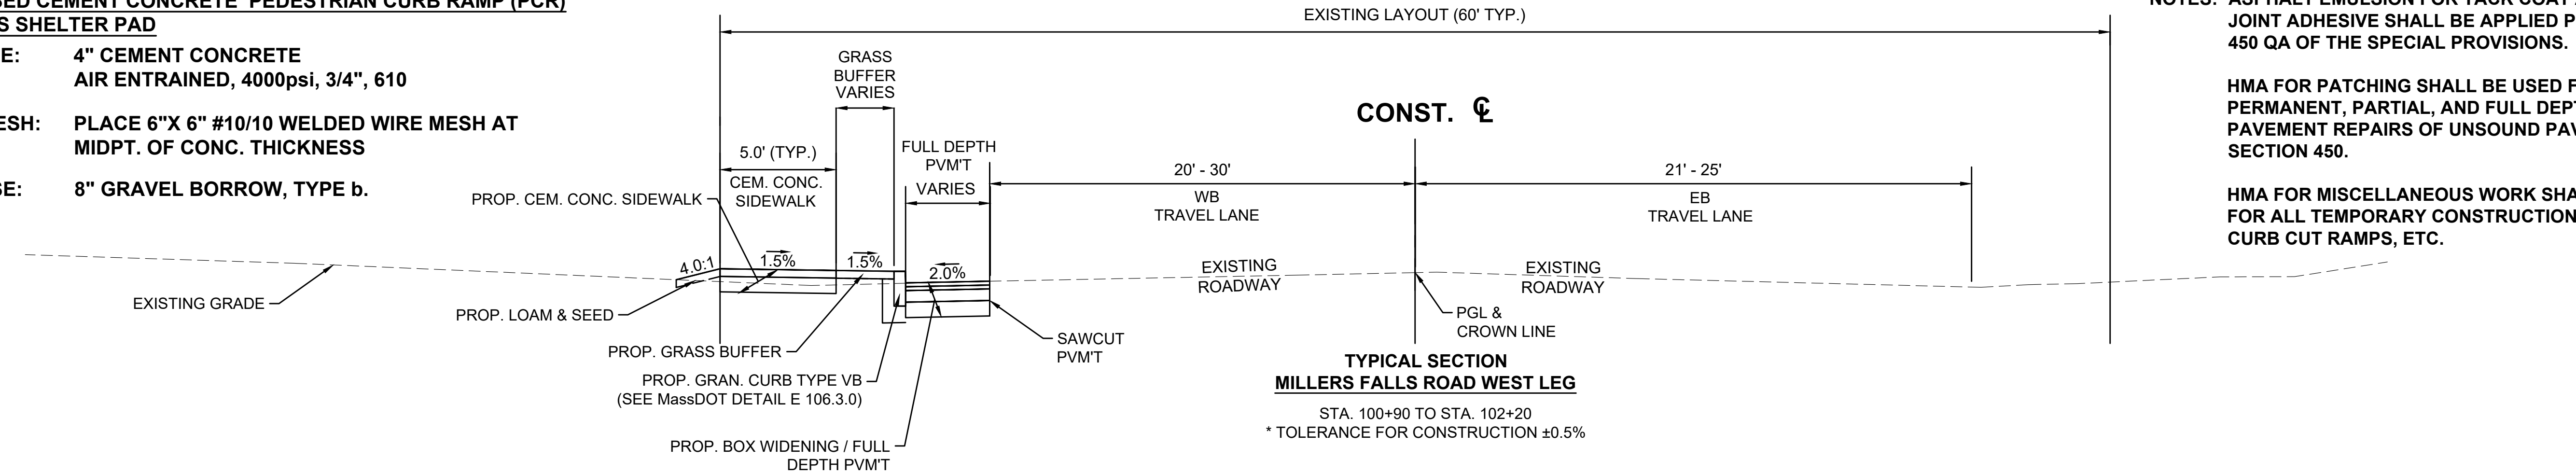 CEMENT CONCRETE PEDESTRIAN CURB RAMP (PCR)
SHELTER PAD
4" CEMENT CONCRETE
AIR ENTRAINED, 4000psi, 3/4", 610
PLACE 6"X 6" #10/10 WELDED WIRE MESH AT
MIDPT. OF CONC. THICKNESS
8" GRAVEL BORROW, TYPE b.
EXISTING LAYOUT (60' TYP.)
GRASS
BUFFER
VARIES
CONST. ℄
5.0' (TYP.)
CEM. CONC.
SIDEWALK
FULL DEPTH
PVM'T
VARIES
20' - 30'
WB
TRAVEL LANE
21' - 25'
EB
TRAVEL LANE
PROP. CEM. CONC. SIDEWALK
4.0:1
1.5%
1.5%
2.0%
EXISTING
ROADWAY
EXISTING
ROADWAY
EXISTING GRADE
PROP. LOAM & SEED
PROP. GRASS BUFFER
PROP. GRAN. CURB TYPE VB
(SEE MassDOT DETAIL E 106.3.0)
PROP. BOX WIDENING / FULL
DEPTH PVM'T
SAWCUT
PVM'T
PGL &
CROWN LINE
TYPICAL SECTION
MILLERS FALLS ROAD WEST LEG
STA. 100+90 TO STA. 102+20
* TOLERANCE FOR CONSTRUCTION ±0.5%
NOTES: ASPHALT EMULSION FOR TACK COAT
JOINT ADHESIVE SHALL BE APPLIED
450 QA OF THE SPECIAL PROVISIONS.
HMA FOR PATCHING SHALL BE USED
PERMANENT, PARTIAL, AND FULL
PAVEMENT REPAIRS OF UNSOUND
SECTION 450.
HMA FOR MISCELLANEOUS WORK
FOR ALL TEMPORARY CONSTRUCTION
CURB CUT RAMPS, ETC.